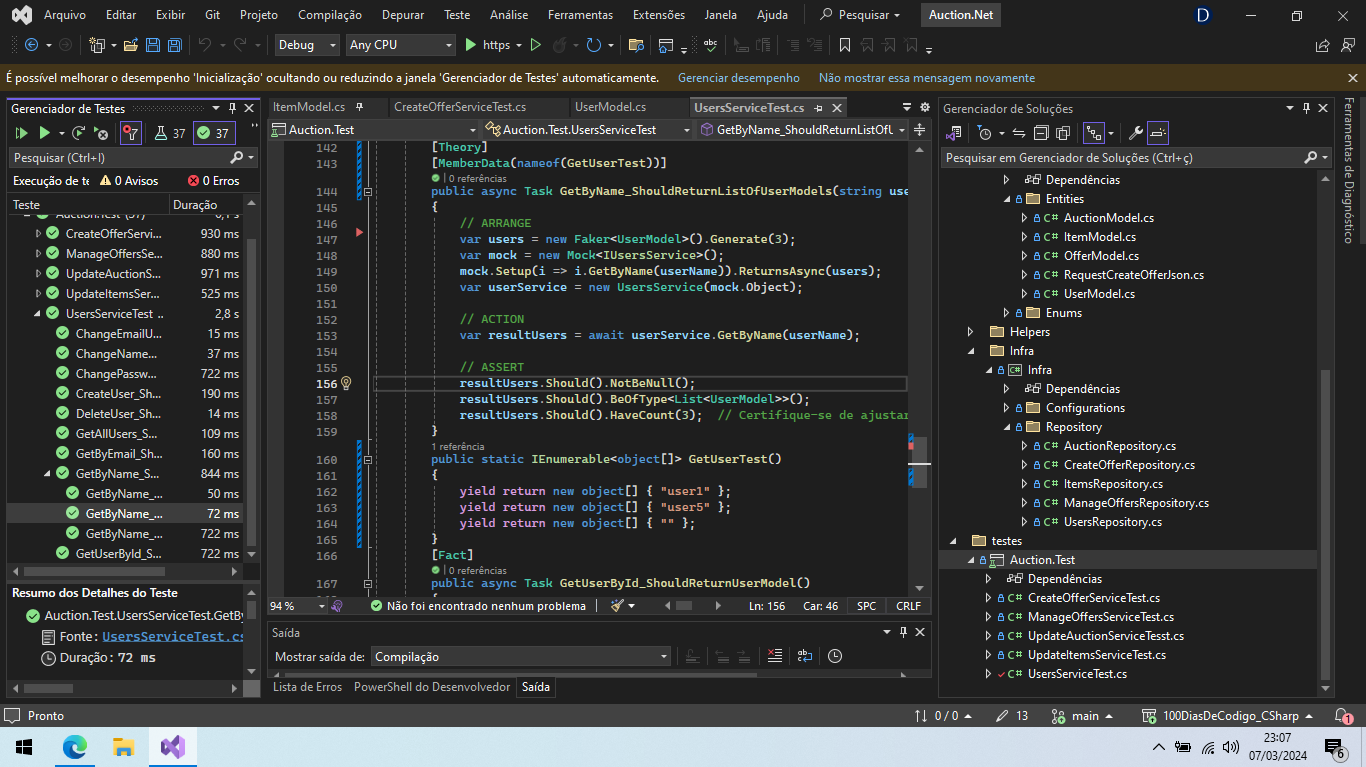 Arquivo Editar Exibir Git Projeto Compilação Depurar Teste Análise Ferramentas Extensões Janela Ajuda Pesquisar Auction.Net D
Debug Any CPU https
É possível melhorar o desempenho 'Inicialização' ocultando ou reduzindo a janela 'Gerenciador de Testes' automaticamente. Gerenciar desempenho Não mostrar essa mensagem novamente
Gerenciador de Testes
37 37
Pesquisar (Ctrl+I)
Execução de te 0 Avisos 0 Erros
Teste Duração
Auction.Test (37) 6,1 s
CreateOfferServi... 930 ms
ManageOffersSe... 880 ms
UpdateAuctionS... 971 ms
UpdateItemsSer... 525 ms
UsersServiceTest .. 2,8 s
ChangeEmailU... 15 ms
ChangeName... 37 ms
ChangePassw... 722 ms
CreateUser_Sh... 190 ms
DeleteUser_Sh... 14 ms
GetAllUsers_S... 109 ms
GetByEmail_Sh... 160 ms
GetByName_S... 844 ms
GetByName_... 50 ms
GetByName_... 72 ms
GetByName_... 722 ms
GetUserById_S... 722 ms
Resumo dos Detalhes do Teste
Auction.Test.UsersServiceTest.GetBy
Fonte: UsersServiceTest.cs
Duração: 72 ms
ItemModel.cs CreateOfferServiceTest.cs UserModel.cs UsersServiceTest.cs
Auction.Test Auction.Test.UsersServiceTest GetByName_ShouldReturnListOfU
142 [Theory]
143 [MemberData(nameof(GetUserTest))]
| 0 referências
144 public async Task GetByName_ShouldReturnListOfUserModels(string use
145 {
146 // ARRANGE
147 var users = new Faker<UserModel>().Generate(3);
148 var mock = new Mock<IUsersService>();
149 mock.Setup(i => i.GetByName(userName)).ReturnsAsync(users);
150 var userService = new UsersService(mock.Object);
151
152 // ACTION
153 var resultUsers = await userService.GetByName(userName);
154
155 // ASSERT
156 resultUsers.Should().NotBeNull();
157 resultUsers.Should().BeOfType<List<UserModel>>();
158 resultUsers.Should().HaveCount(3); // Certifique-se de ajustar
159 }
1 referência
160 public static IEnumerable<object[]> GetUserTest()
161 {
162 yield return new object[] { "user1" };
163 yield return new object[] { "user5" };
164 yield return new object[] { "" };
165 }
166 [Fact]
| 0 referências
167 public async Task GetUserById_ShouldReturnUserModel()
94 % Não foi encontrado nenhum problema Ln: 156 Car: 46 SPC CRLF
Saída
Mostrar saída de: Compilação
Lista de Erros PowerShell do Desenvolvedor Saída
Gerenciador de Soluções
Pesquisar em Gerenciador de Soluções (Ctrl+ç)
Dependências
Entities
C# AuctionModel.cs
C# ItemModel.cs
C# OfferModel.cs
C# RequestCreateOfferJson.cs
C# UserModel.cs
Enums
Helpers
Infra
C# Infra
Dependências
Configurations
Repository
C# AuctionRepository.cs
C# CreateOfferRepository.cs
C# ItemsRepository.cs
C# ManageOffersRepository.cs
C# UsersRepository.cs
testes
Auction.Test
Dependências
C# CreateOfferServiceTest.cs
C# ManageOffersServiceTest.cs
C# UpdateAuctionServiceTesst.cs
C# UpdateItemsServiceTest.cs
C# UsersServiceTest.cs
Ferramentas de Diagnóstico
Pronto 0 / 0 13 main 100DiasDeCodigo_CSharp 1
23:07
07/03/2024
6